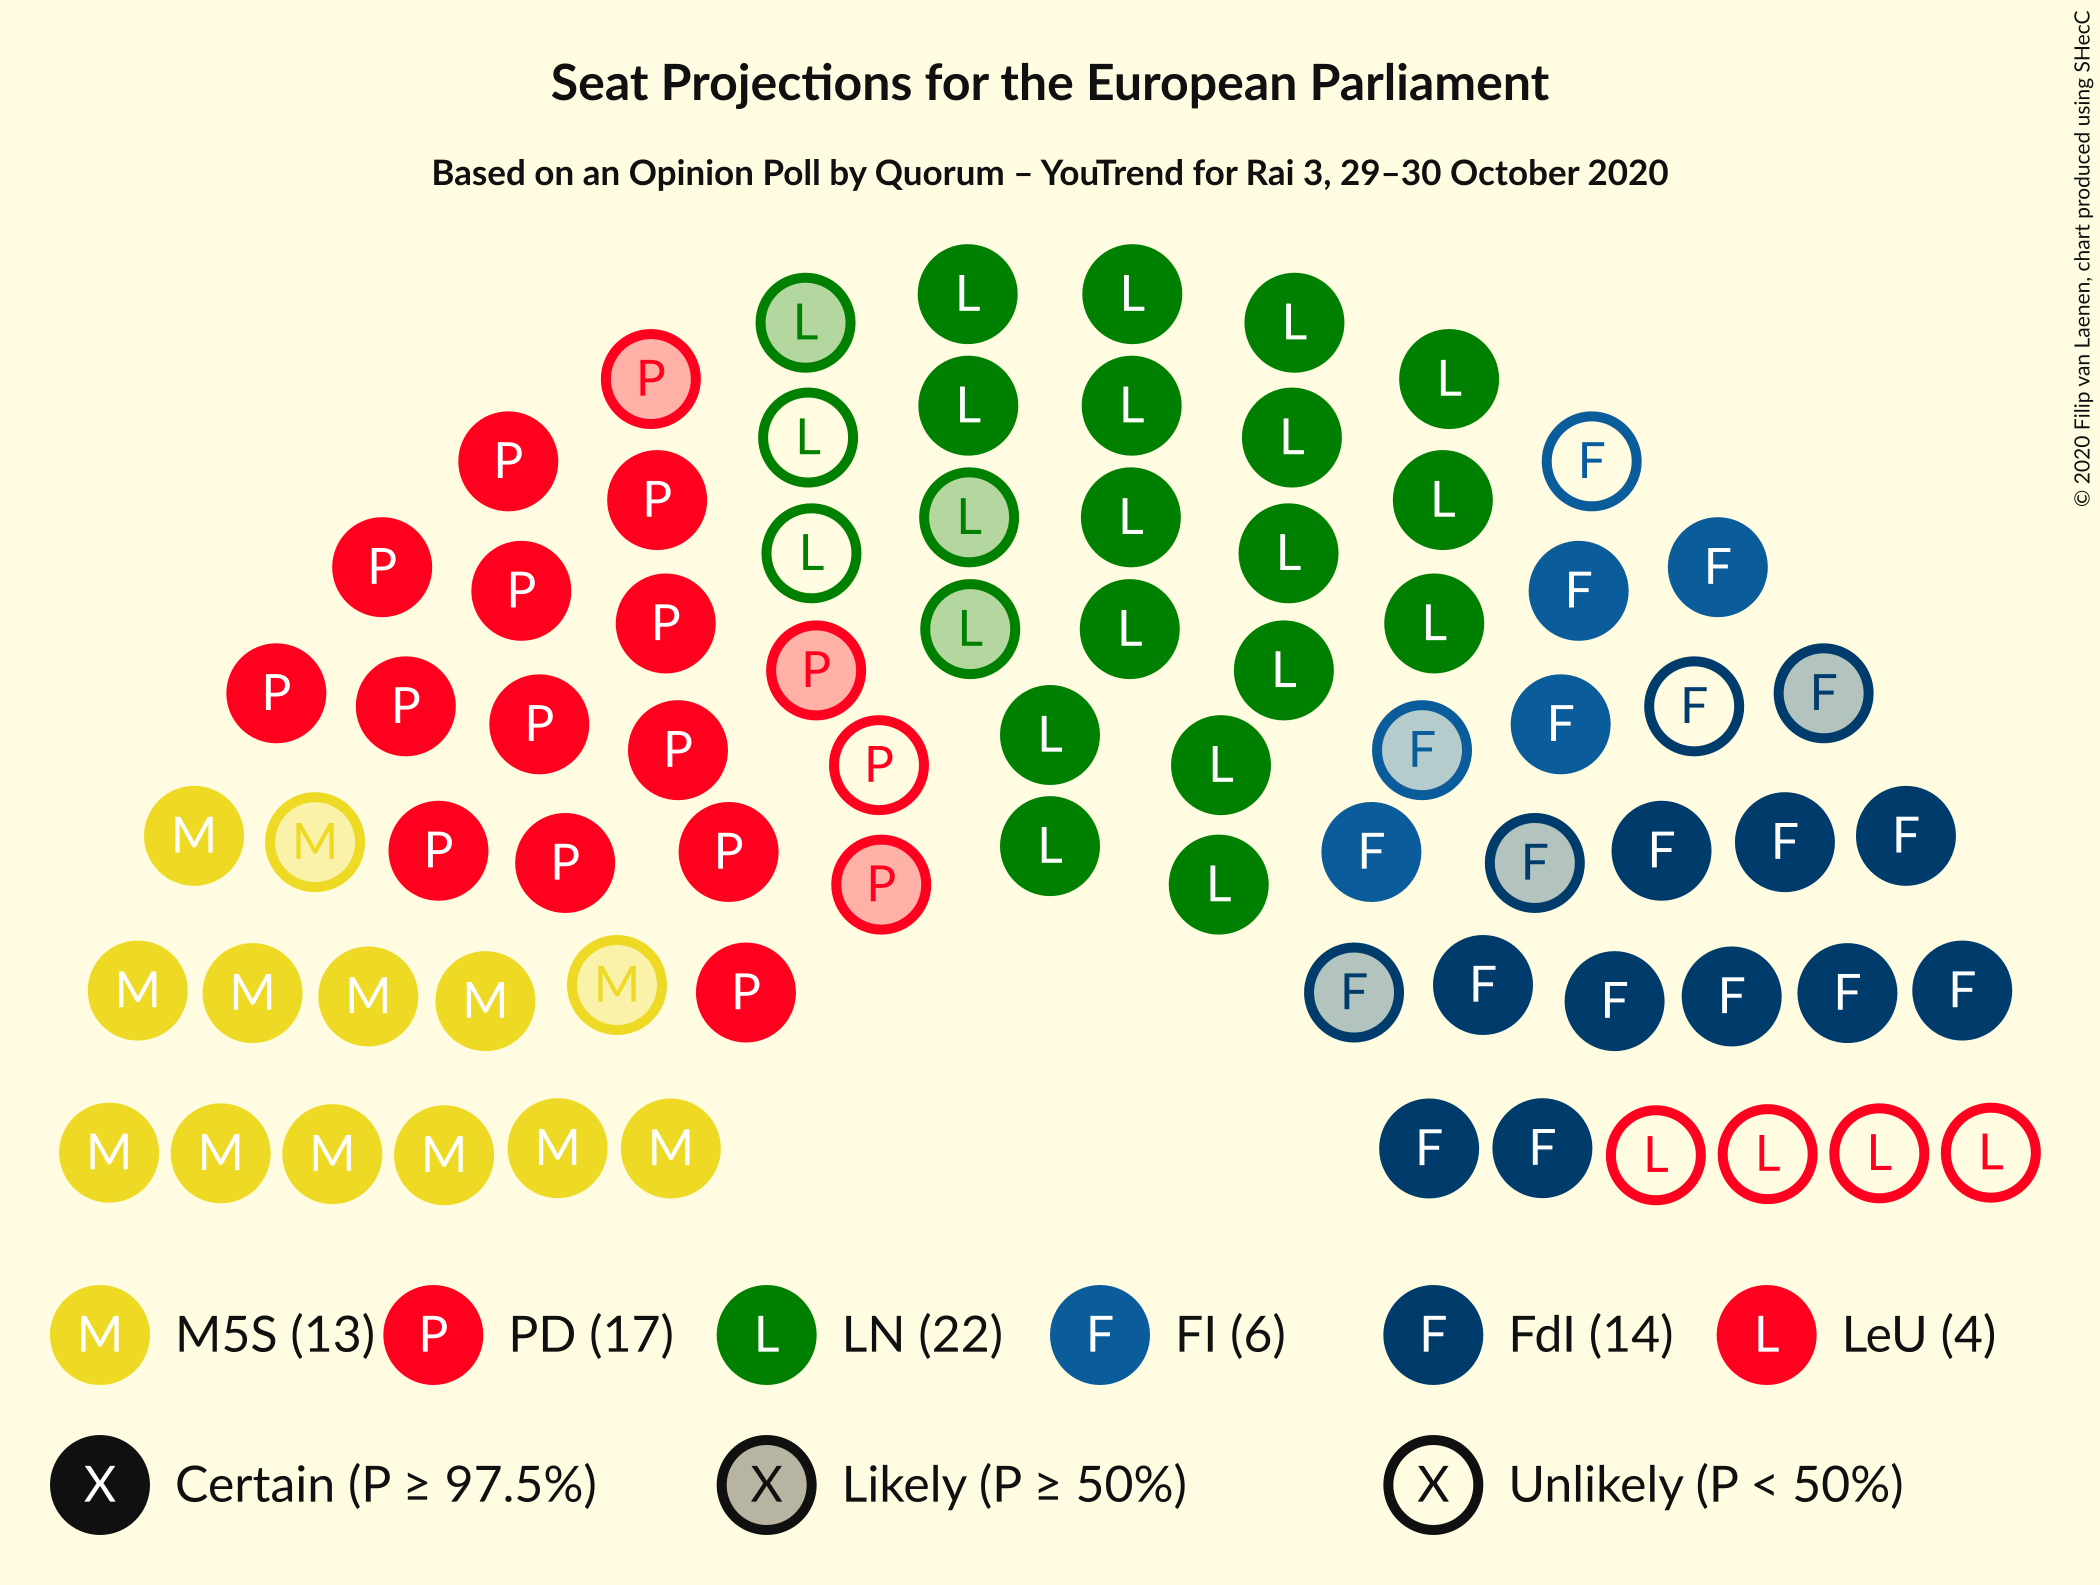 Seat Projections for the European Parliament
Based on an Opinion Poll by Quorum – YouTrend for Rai 3, 29–30 October 2020
© 2020 Filip van Laenen, chart produced using SHecC
L L
L L
P L
L L
L L
P F
P L
L L
L
P F
P F
L L
P L
P L
P F F
P F
P F
L
P L F
P L
M F
M F
P F
P F
P F
L
P L
M F
M F
M F
M F
M F
P F
M M M M M M F F L L L L
M M5S (13) P PD (17) L LN (22) F FI (6) F FdI (14) L LeU (4)
X Certain (P ≥ 97.5%) X Likely (P ≥ 50%) X Unlikely (P < 50%)